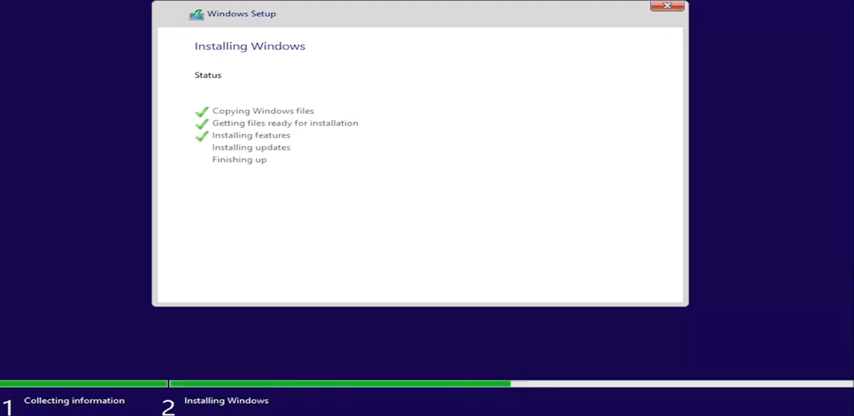 Windows Setup
Installing Windows
Status
Copying Windows files
Getting files ready for installation
Installing features
Installing updates
Finishing up
1 Collecting information
2 Installing Windows